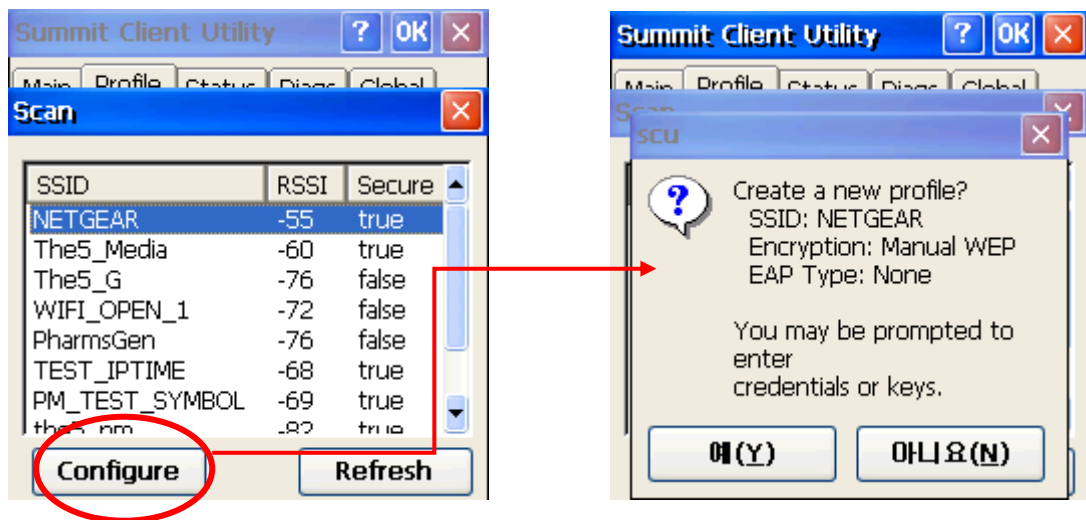 Summit Client Utility ? OK
Main Profile Status Diags Global
Scan
SSID RSSI Secure
NETGEAR -55 true
The5_Media -60 true
The5_G -76 false
WIFI_OPEN_1 -72 false
PharmsGen -76 false
TEST_IPTIME -68 true
PM_TEST_SYMBOL -69 true
the5_pm -82 true
Configure Refresh
Summit Client Utility ? OK
Main Profile Status Diags Global
scu
?
Create a new profile?
SSID: NETGEAR
Encryption: Manual WEP
EAP Type: None
You may be prompted to
enter
credentials or keys.
예(Y) 아니요(N)